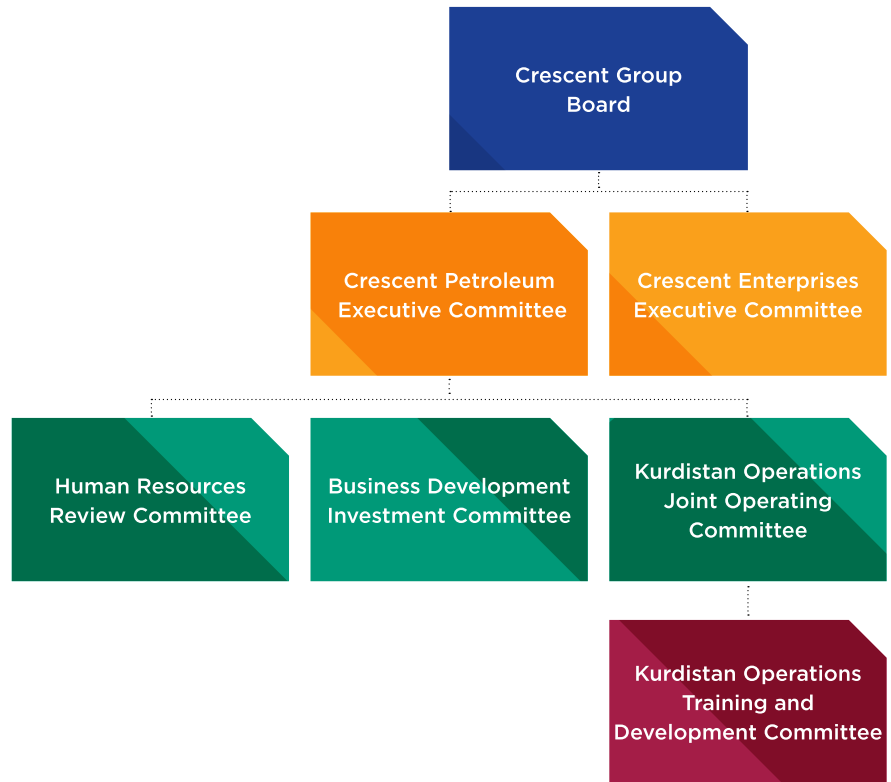 Crescent Group
Board
Crescent Petroleum
Executive Committee
Crescent Enterprises
Executive Committee
Human Resources
Review Committee
Business Development
Investment Committee
Kurdistan Operations
Joint Operating
Committee
Kurdistan Operations
Training and
Development Committee